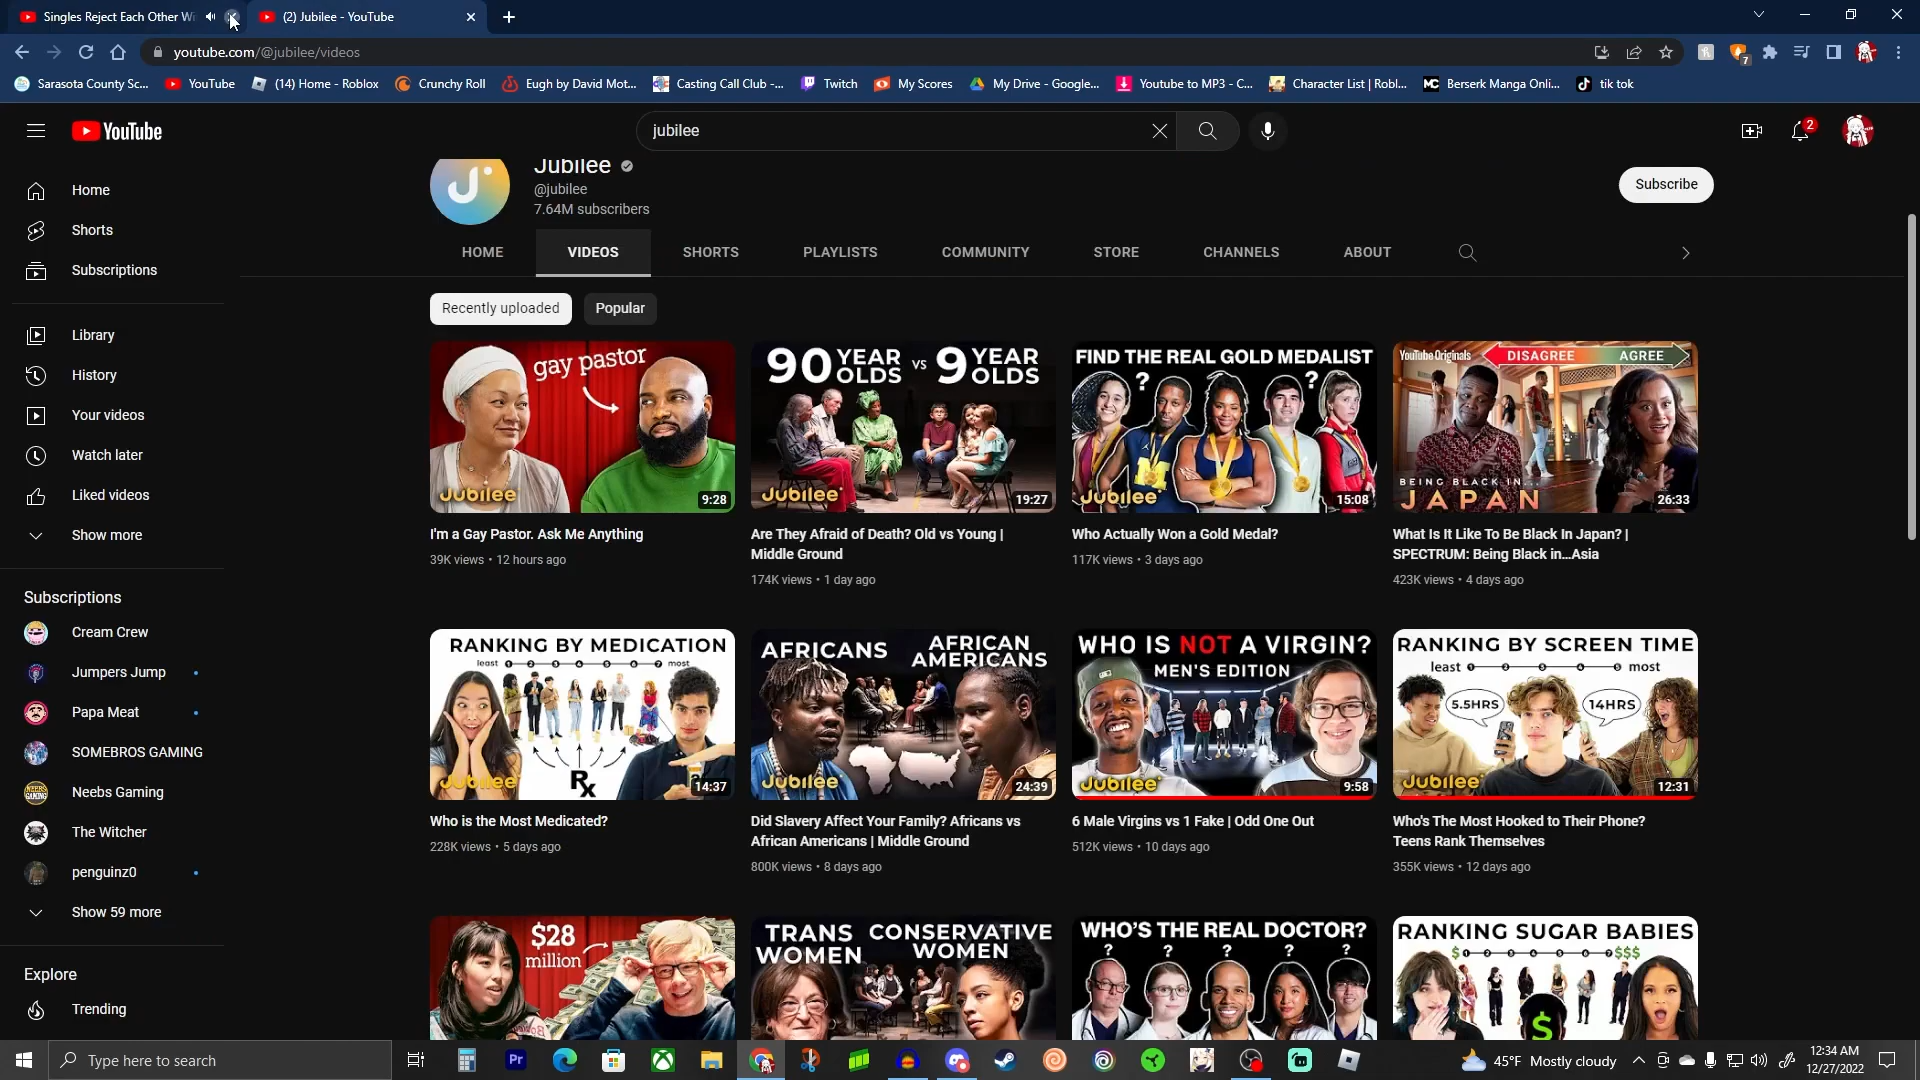 Singles Reject Each Other Wi
(2) Jubilee - YouTube
youtube.com/@jubilee/videos
7
Sarasota County Sc...
YouTube
(14) Home - Roblox
Crunchy Roll
Eugh by David Mot...
Casting Call Club -...
Twitch
My Scores
My Drive - Google...
Youtube to MP3 - C...
Character List | Robl...
MC
Berserk Manga Onli...
tik tok
YouTube
jubilee
2
Home
Shorts
Subscriptions
Library
History
Your videos
Watch later
Liked videos
Show more
Subscriptions
Cream Crew
Jumpers Jump
Papa Meat
SOMEBROS GAMING
Neebs Gaming
The Witcher
penguinz0
Show 59 more
Explore
Trending
Jubilee
@jubilee
7.64M subscribers
Subscribe
HOME
VIDEOS
SHORTS
PLAYLISTS
COMMUNITY
STORE
CHANNELS
ABOUT
Recently uploaded
Popular
gay pastor
Jubilee
9:28
I'm a Gay Pastor. Ask Me Anything
39K views • 12 hours ago
90 YEAR OLDS vs 9 YEAR OLDS
Jubilee
19:27
Are They Afraid of Death? Old vs Young |
Middle Ground
174K views • 1 day ago
FIND THE REAL GOLD MEDALIST
? ?
M
Jubilee
15:08
Who Actually Won a Gold Medal?
117K views • 3 days ago
YouTube Originals
DISAGREE AGREE
BEING BLACK IN...
JAPAN
26:33
What Is It Like To Be Black In Japan? |
SPECTRUM: Being Black in...Asia
423K views • 4 days ago
RANKING BY MEDICATION
least 1 2 3 4 5 6 7 most
Rx
Jubilee
14:37
Who is the Most Medicated?
228K views • 5 days ago
AFRICANS
AFRICAN
AMERICANS
Jubilee
24:39
Did Slavery Affect Your Family? Africans vs
African Americans | Middle Ground
800K views • 8 days ago
WHO IS NOT A VIRGIN?
MEN'S EDITION
Jubilee
9:58
6 Male Virgins vs 1 Fake | Odd One Out
512K views • 10 days ago
RANKING BY SCREEN TIME
least most
5.5HRS
14HRS
Jubilee
12:31
Who's The Most Hooked to Their Phone?
Teens Rank Themselves
355K views • 12 days ago
$28
million
TRANS
WOMEN
CONSERVATIVE
WOMEN
WHO'S THE REAL DOCTOR?
? ? ? ? ?
RANKING SUGAR BABIES
$ $$$
$
Type here to search
Pr
45°F Mostly cloudy
12:34 AM
12/27/2022